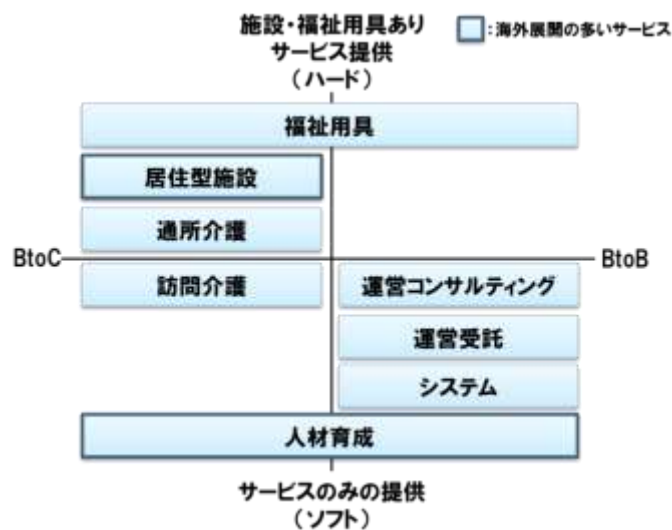 施設・福祉用具あり
サービス提供
（ハード）
：海外展開の多いサービス
福祉用具
居住型施設
通所介護
BtoC
BtoB
訪問介護
運営コンサルティング
運営受託
システム
人材育成
サービスのみの提供
（ソフト）